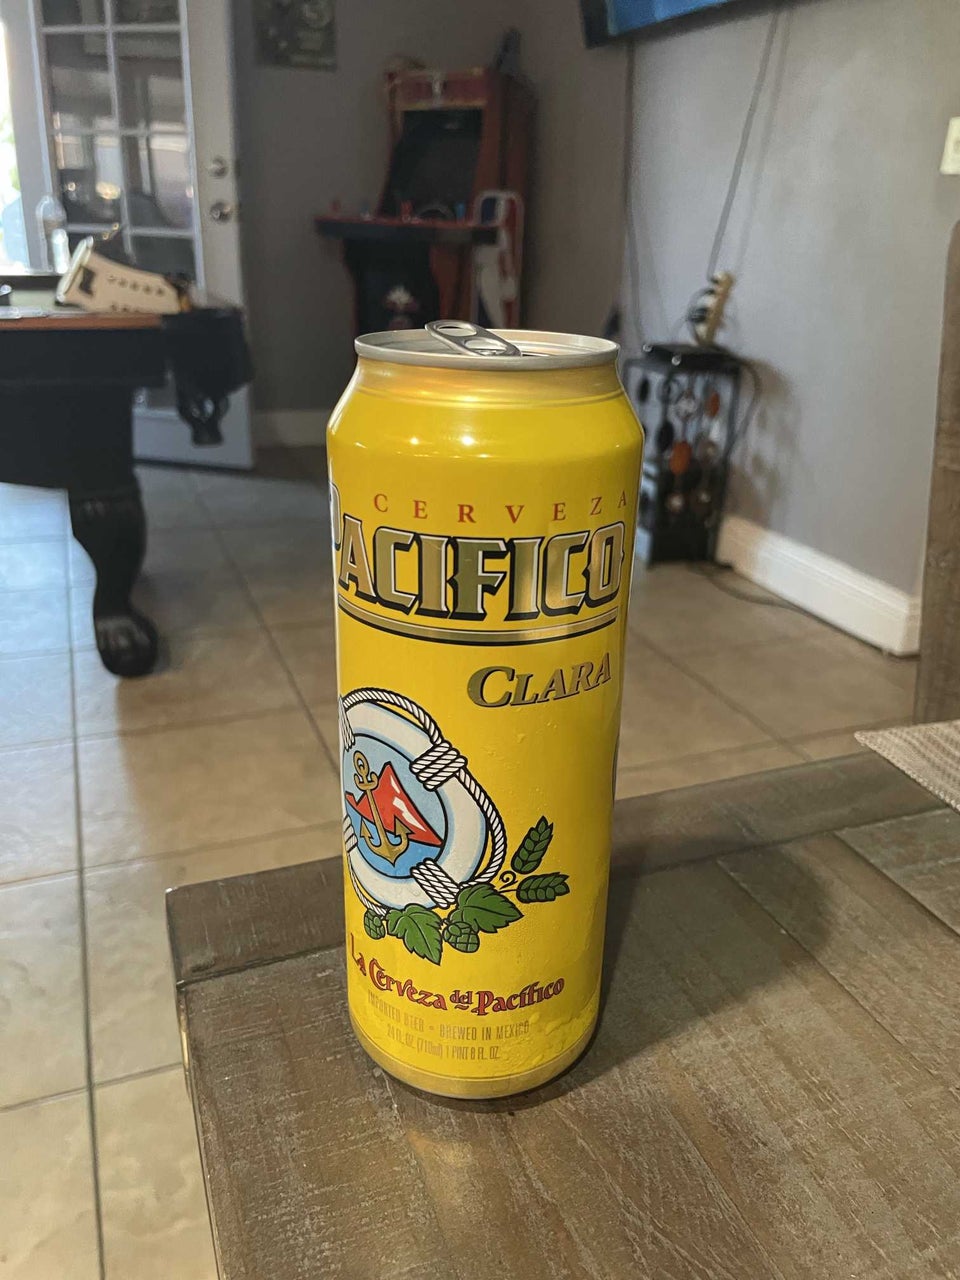 CERVEZA
PACIFICO
CLARA
La Cerveza del Pacífico
IMPORTED BEER • BREWED IN MEXICO
24 FL. OZ. (710ml) 1 PINT 8 FL. OZ.